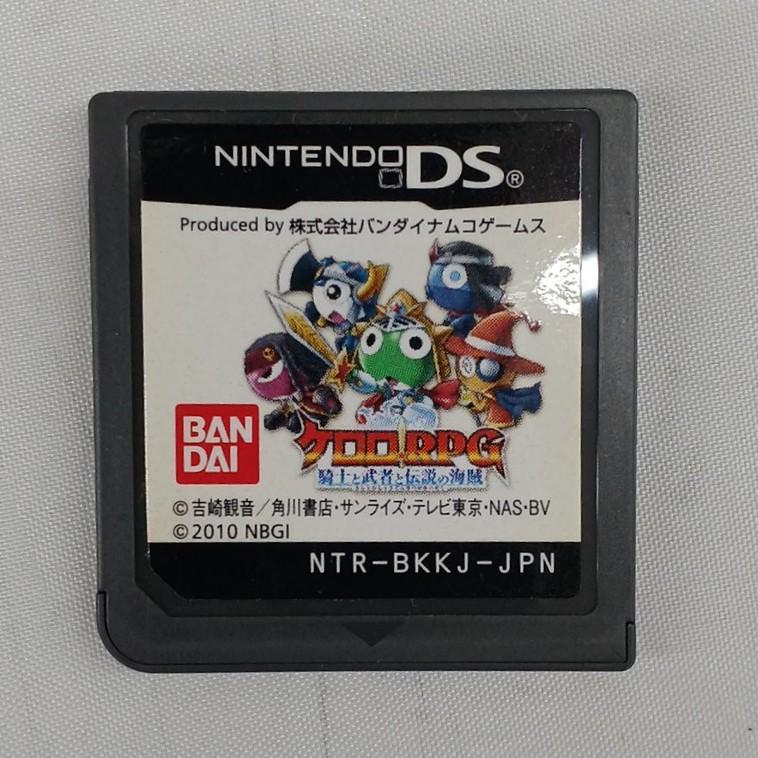 NINTENDO DS®
Produced by 株式会社バンダイナムコゲームス
BAN
DAI
ケロロRPG
騎士と武者と伝説の海賊
©吉崎観音/角川書店・サンライズ・テレビ東京・NAS・BV
©2010 NBGI
NTR-BKKJ-JPN